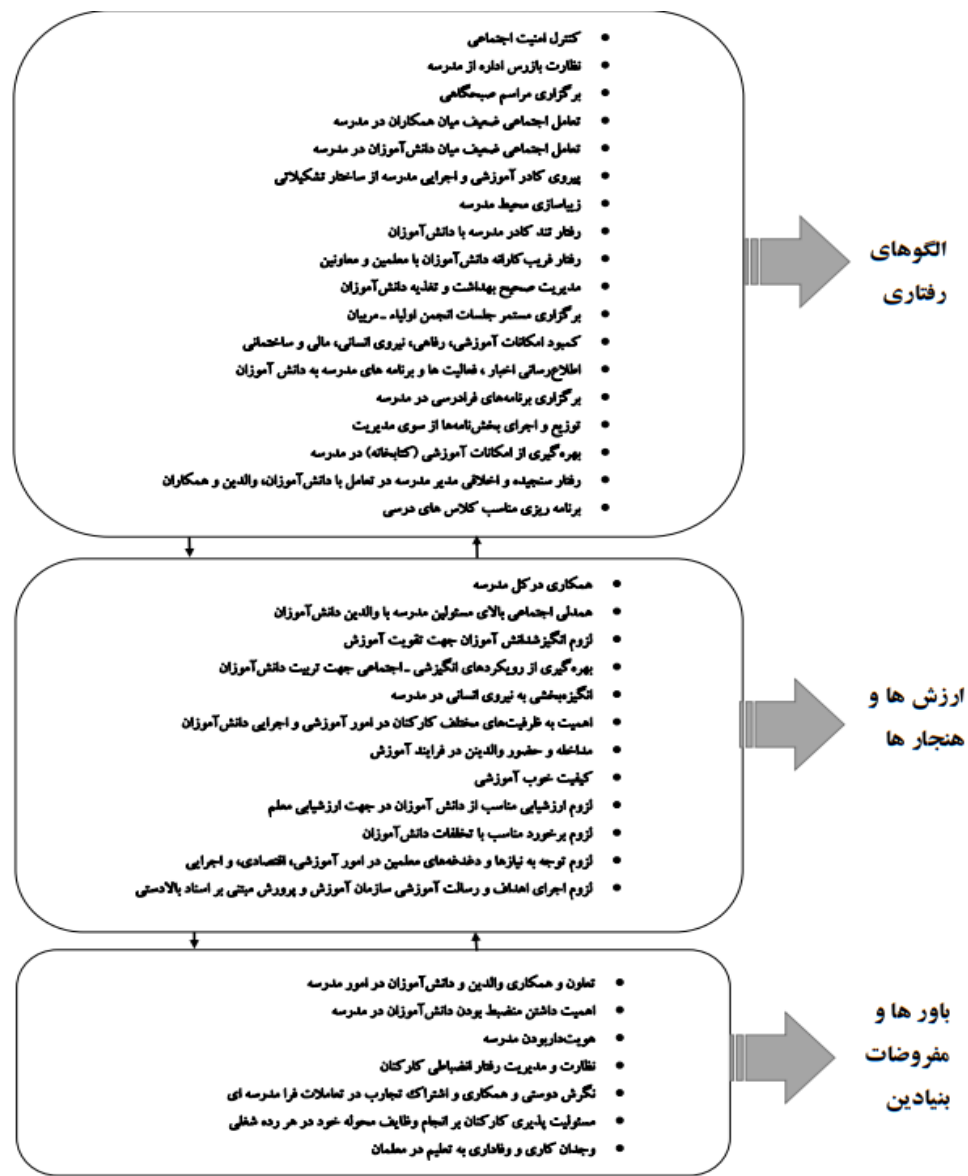 کنترل امنیت اجتماعی
نظارت بازرس اداره از مدرسه
برگزاری مراسم صبحگاهی
تعامل اجتماعی ضعیف میان همکاران در مدرسه
تعامل اجتماعی ضعیف میان دانش‌آموزان در مدرسه
پیروی کادر آموزشی و اجرایی مدرسه از ساختار تشکیلاتی
زیباسازی محیط مدرسه
رفتار تند کادر مدرسه با دانش‌آموزان
رفتار فریب‌کارانه دانش‌آموزان با معلمین و معاونین
مدیریت صحیح بهداشت و تغذیه دانش‌آموزان
برگزاری مستمر جلسات انجمن اولیاء ـ مربیان
کمبود امکانات آموزشی، رفاهی، نیروی انسانی، مالی و ساختمانی
اطلاع‌رسانی اخبار ، فعالیت ها و برنامه های مدرسه به دانش آموزان
برگزاری برنامه‌های فرادرسی در مدرسه
توزیع و اجرای بخش‌نامه‌ها از سوی مدیریت
بهره‌گیری از امکانات آموزشی (کتابخانه) در مدرسه
رفتار سنجیده و اخلاقی مدیر مدرسه در تعامل با دانش‌آموزان، والدین و همکاران
برنامه ریزی مناسب کلاس های درسی
الگوهای
رفتاری
همکاری درکل مدرسه
همدلی اجتماعی بالای مسئولین مدرسه با والدین دانش‌آموزان
لزوم انگیزشدانش آموزان جهت تقویت آموزش
بهره‌گیری از رویکردهای انگیزشی ـ اجتماعی جهت تربیت دانش‌آموزان
انگیزه‌بخشی به نیروی انسانی در مدرسه
اهمیت به ظرفیت‌های مختلف کارکنان در امور آموزشی و اجرایی دانش‌آموزان
مداخله و حضور والدینن در فرایند آموزش
کیفیت خوب آموزشی
لزوم ارزشیابی مناسب از دانش آموزان در جهت ارزشیابی معلم
لزوم برخورد مناسب با تخلفات دانش‌آموزان
لزوم توجه به نیازها و دغدغه‌های معلمین در امور آموزشی، اقتصادی، و اجرایی
لزوم اجرای اهداف و رسالت آموزشی سازمان آموزش و پرورش مبتنی بر اسناد بالادستی
ارزش ها و
هنجار ها
تعاون و همکاری والدین و دانش‌آموزان در امور مدرسه
اهمیت داشتن منضبط بودن دانش‌آموزان در مدرسه
هویت‌داربودن مدرسه
نظارت و مدیریت رفتار انضباطی کارکنان
نگرش دوستی و همکاری و اشتراک تجارب در تعاملات فرا مدرسه ای
مسئولیت پذیری کارکنان بر انجام وظایف محوله خود در هر رده شغلی
وجدان کاری و وفاداری به تعلیم در معلمان
باور ها و
مفروضات
بنیادین